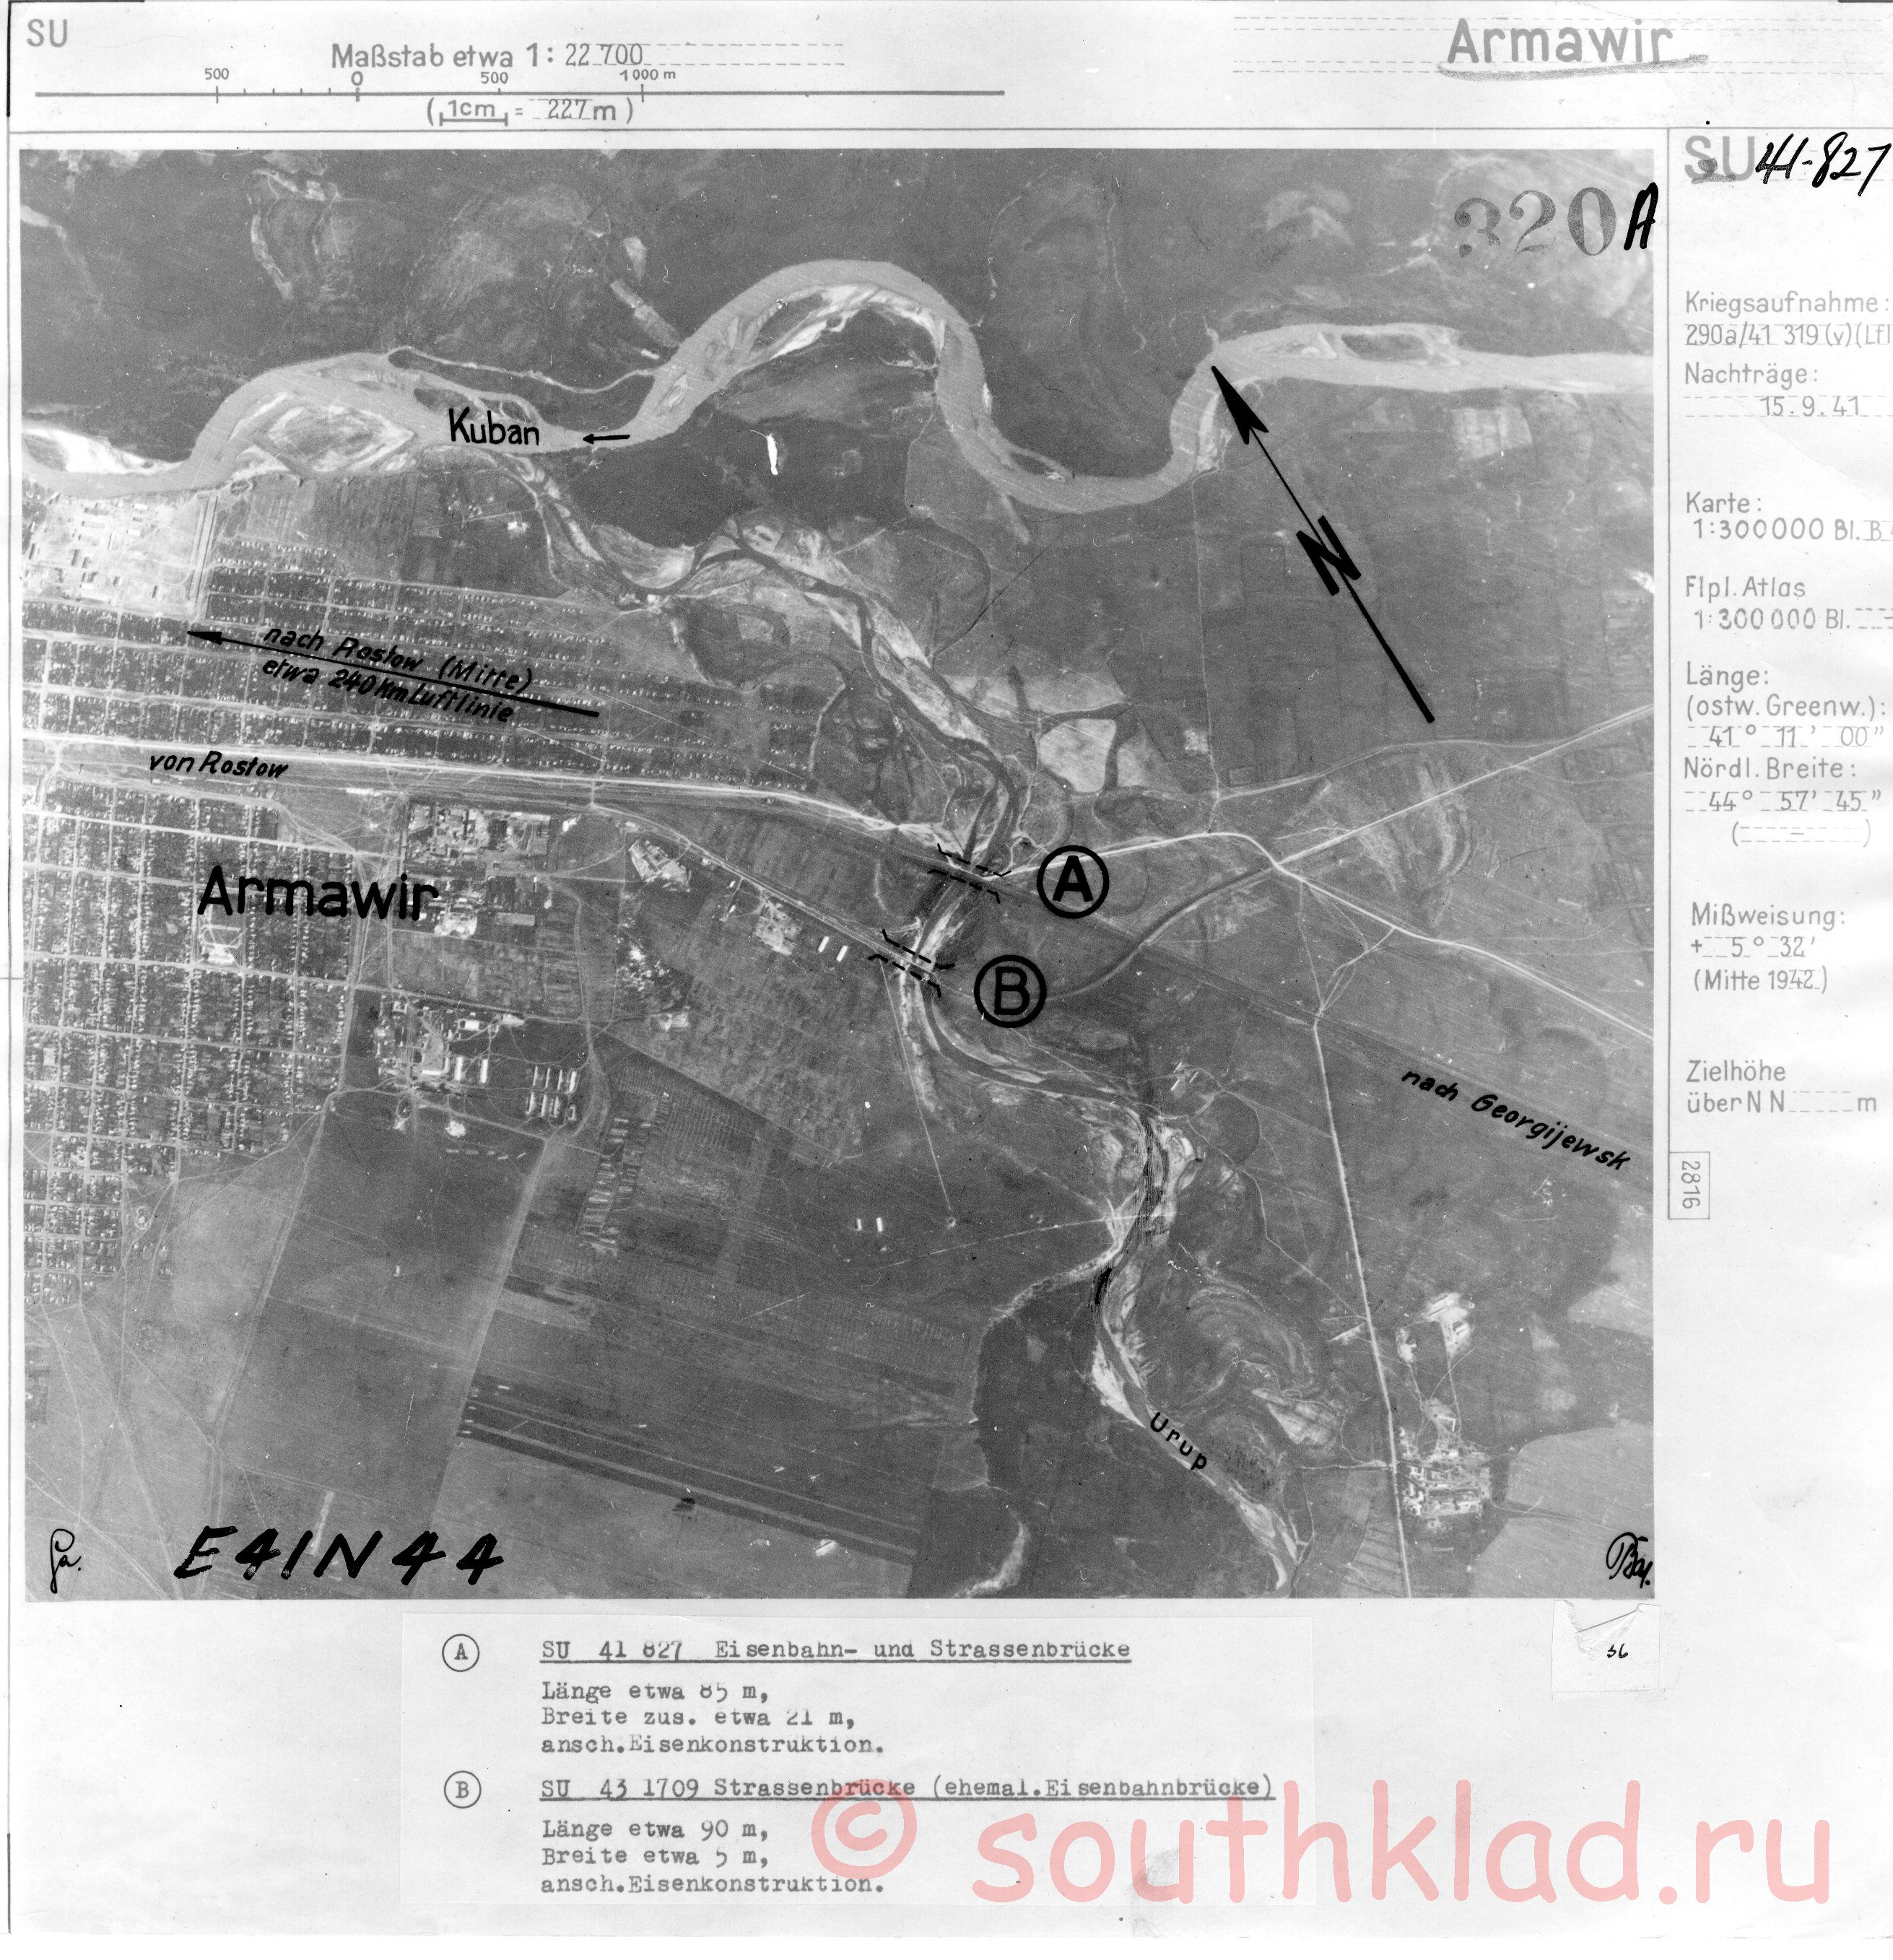 SU
Maßstab etwa 1: 22 700
500 0 500 1000 m
(1cm = 227 m)
Armawir
SU 41-827
320 A
Kriegsaufnahme:
290a/41 319 (v) (Lfl
Nachträge:
15.9.41
Karte:
1:300000 Bl. B
Flpl. Atlas
1:300 000 Bl. -
Länge:
(ostw. Greenw.):
41° 11' 00"
Nördl. Breite:
44° 57' 45"
( - )
Mißweisung:
+ 5° 32'
(Mitte 1942)
Zielhöhe
über N N m
2816
Kuban
N
nach Rostow (Mitte)
etwa 240km Luftlinie
von Rostow
Armawir
A
B
nach Georgijewsk
Urup
E41N44
A SU 41 827 Eisenbahn- und Strassenbrücke
Länge etwa 85 m,
Breite zus. etwa 21 m,
ansch.Eisenkonstruktion.
B SU 43 1709 Strassenbrücke (ehemal.Eisenbahnbrücke)
Länge etwa 90 m,
Breite etwa 5 m,
ansch.Eisenkonstruktion.
36
© southklad.ru